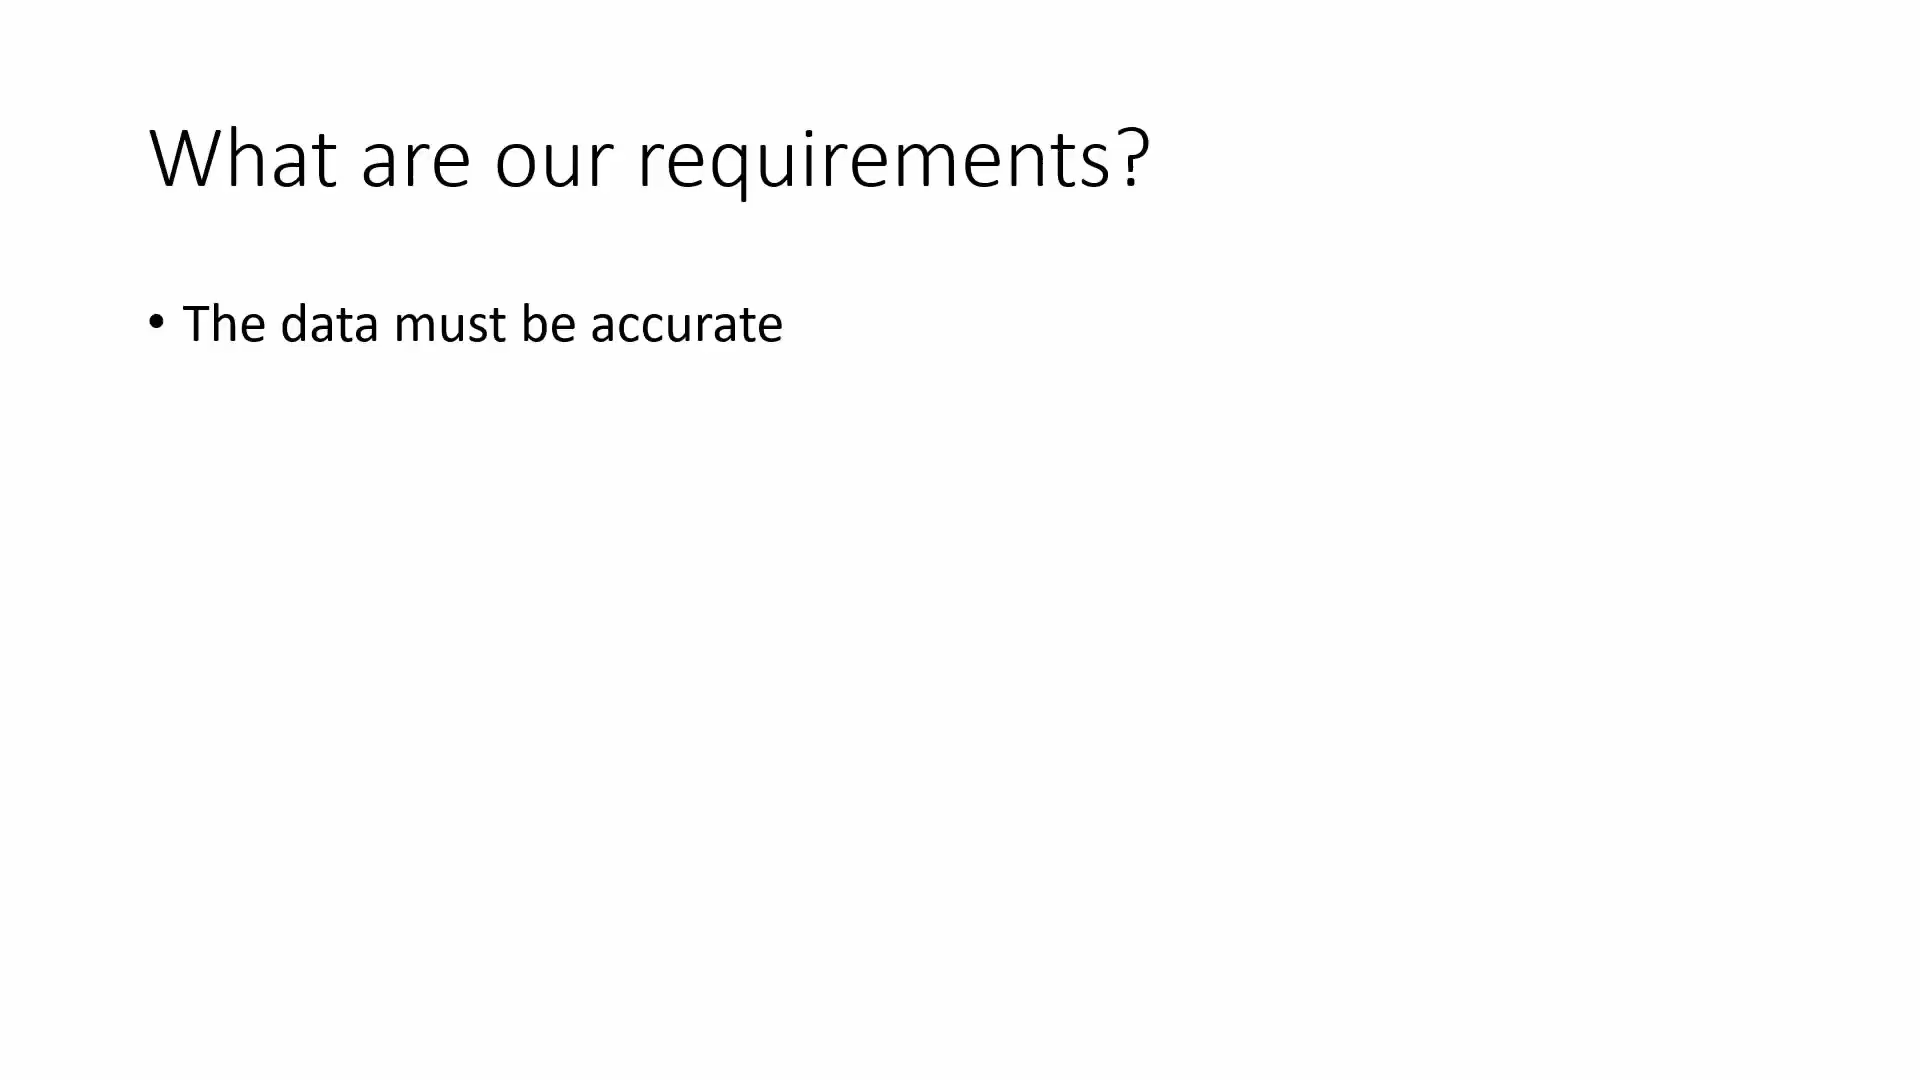 What are our requirements?
• The data must be accurate